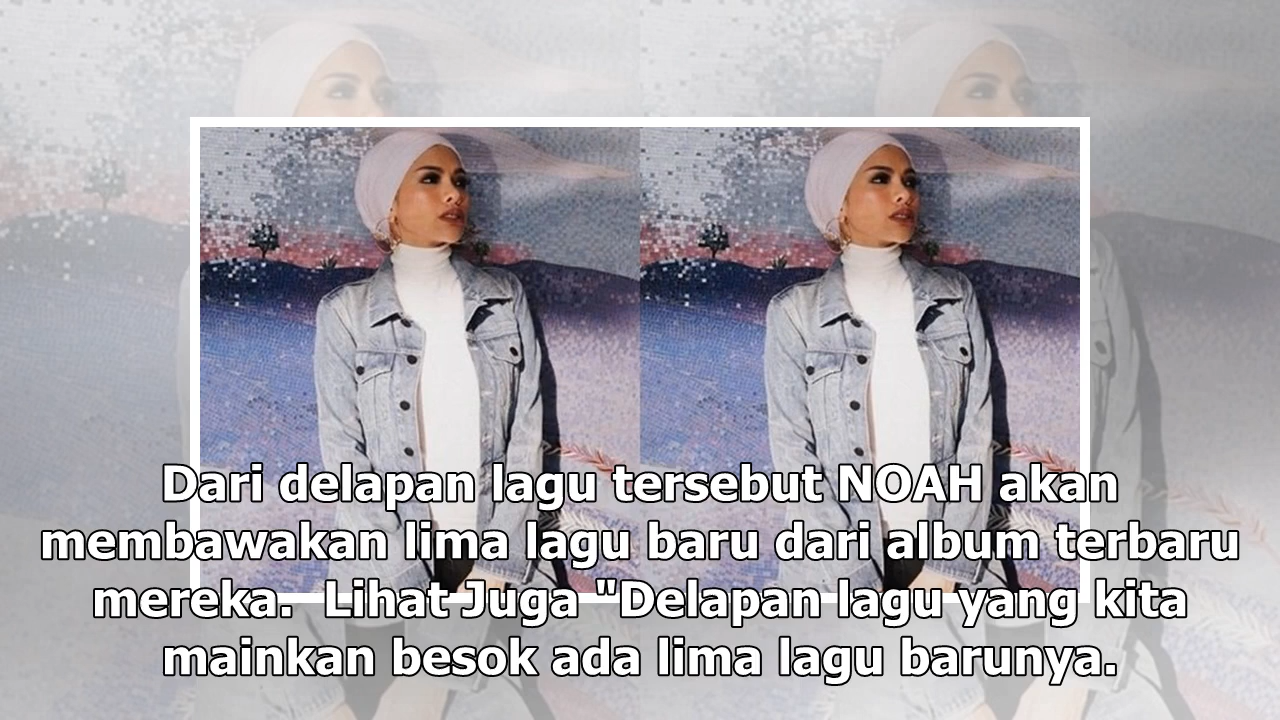 Dari delapan lagu tersebut NOAH akan
membawakan lima lagu baru dari album terbaru
mereka.  Lihat Juga "Delapan lagu yang kita
mainkan besok ada lima lagu barunya.